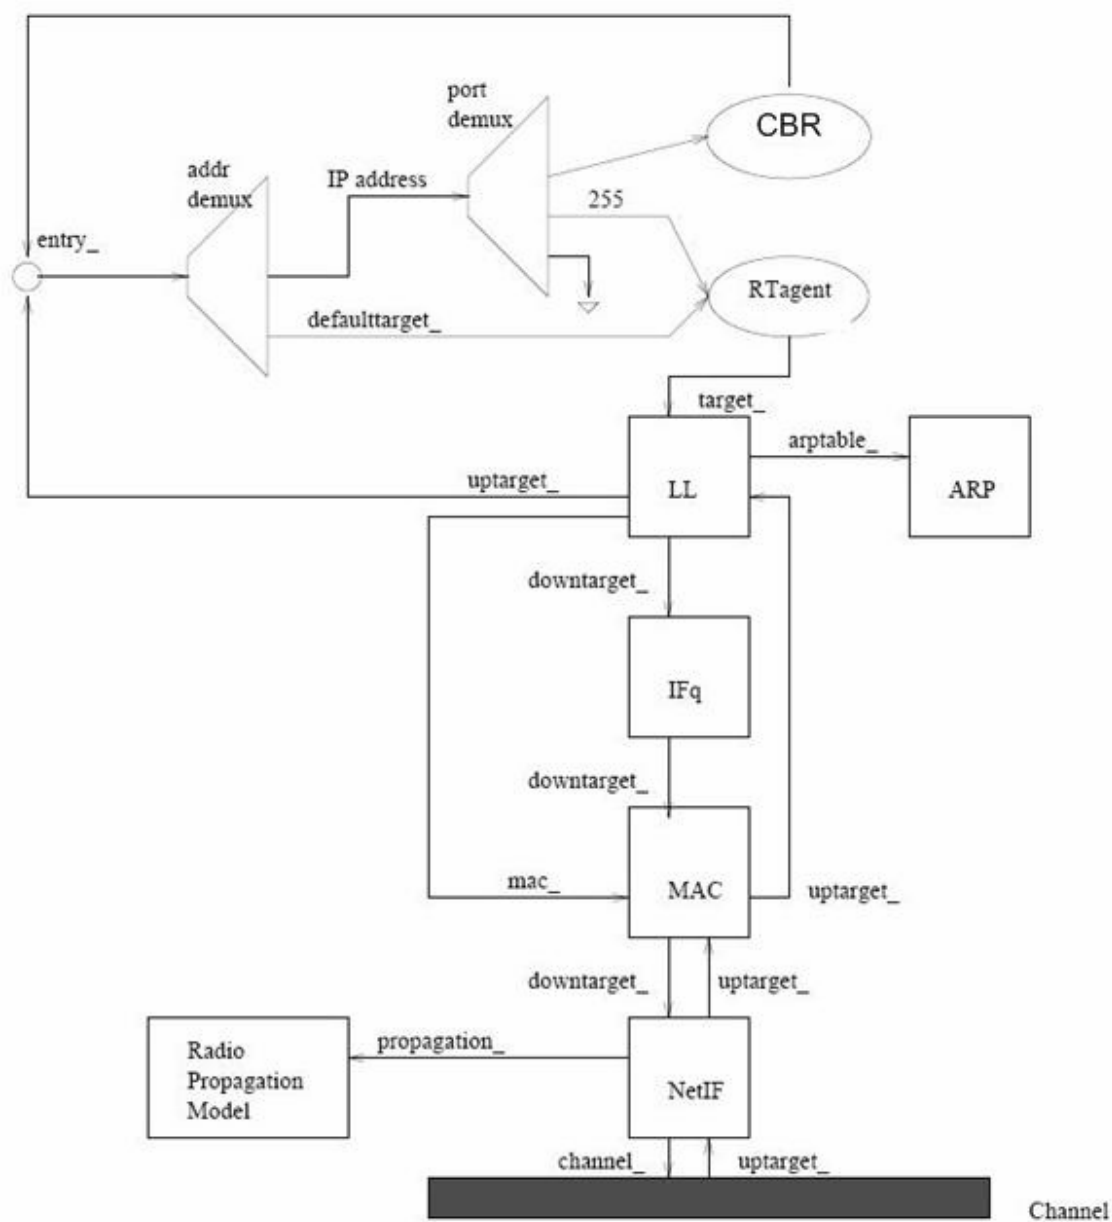 port
demux
CBR
addr
demux
IP address
255
entry_
RTagent
defaulttarget_
target_
arptable_
uptarget_
LL
ARP
downtarget_
IFq
downtarget_
mac_
MAC
uptarget_
downtarget_
uptarget_
propagation_
Radio
Propagation
Model
NetIF
channel_
uptarget_
Channel